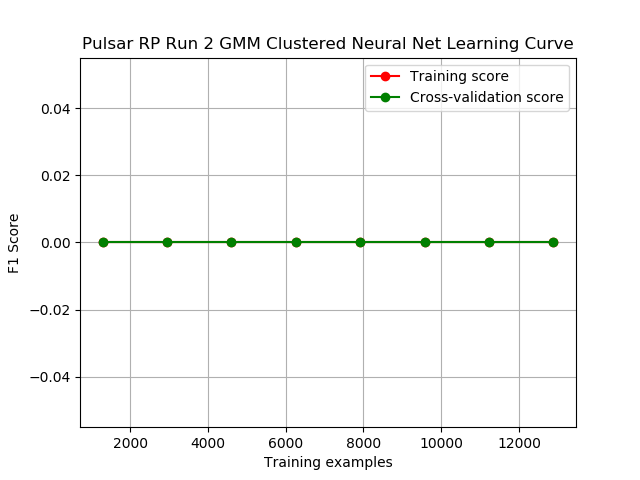 Pulsar RP Run 2 GMM Clustered Neural Net Learning Curve
Training score
Cross-validation score
0.04
0.02
0.00
−0.02
−0.04
F1 Score
2000 4000 6000 8000 10000 12000
Training examples